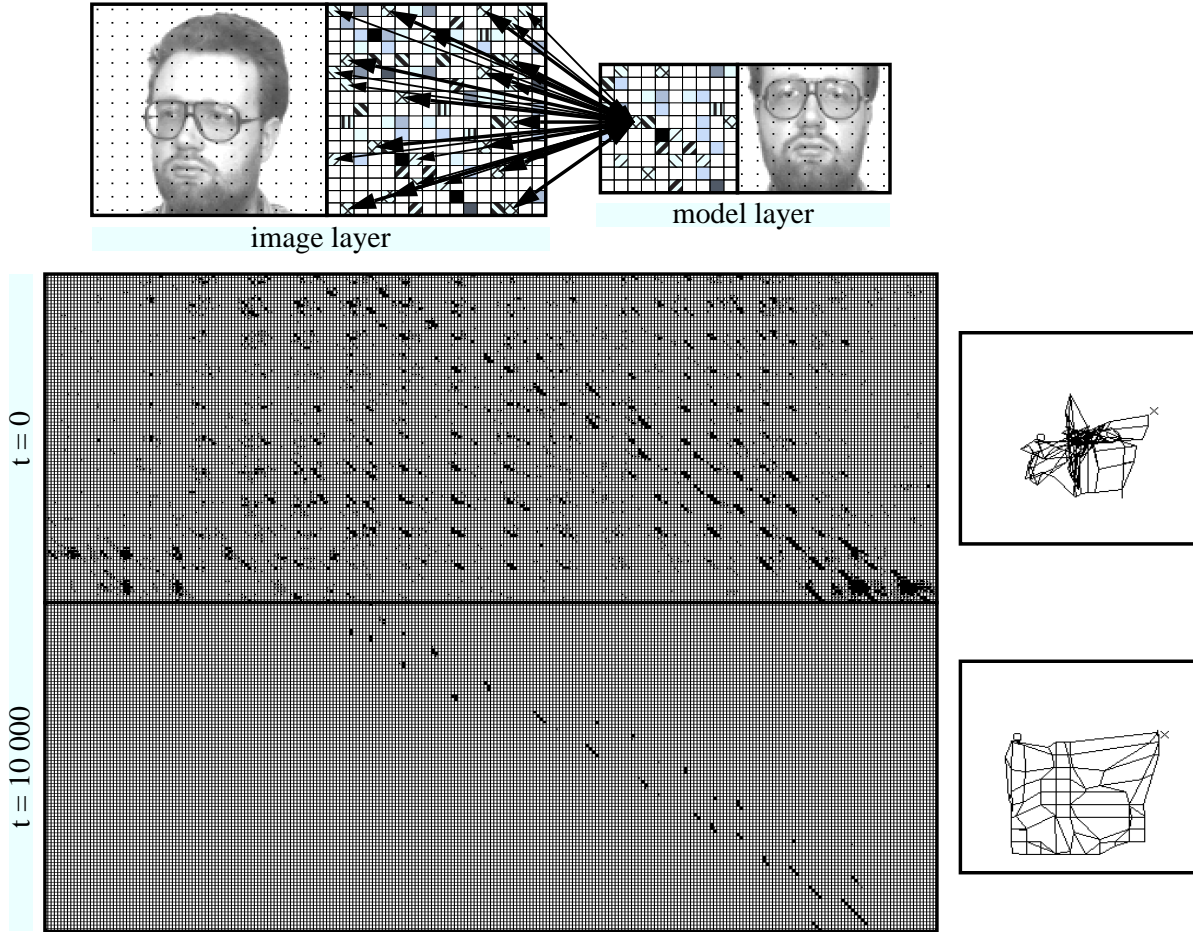 image layer
model layer
t = 0
t = 10 000